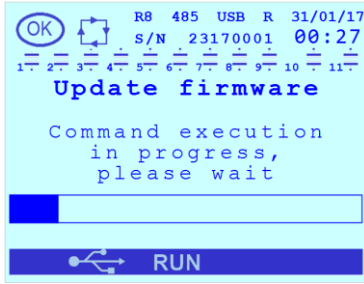 OK R8 485 USB R 31/01/17
S/N 23170001 00:27
1 2 3 4 5 6 7 8 9 10 11
Update firmware
Command execution
in progress,
please wait
RUN